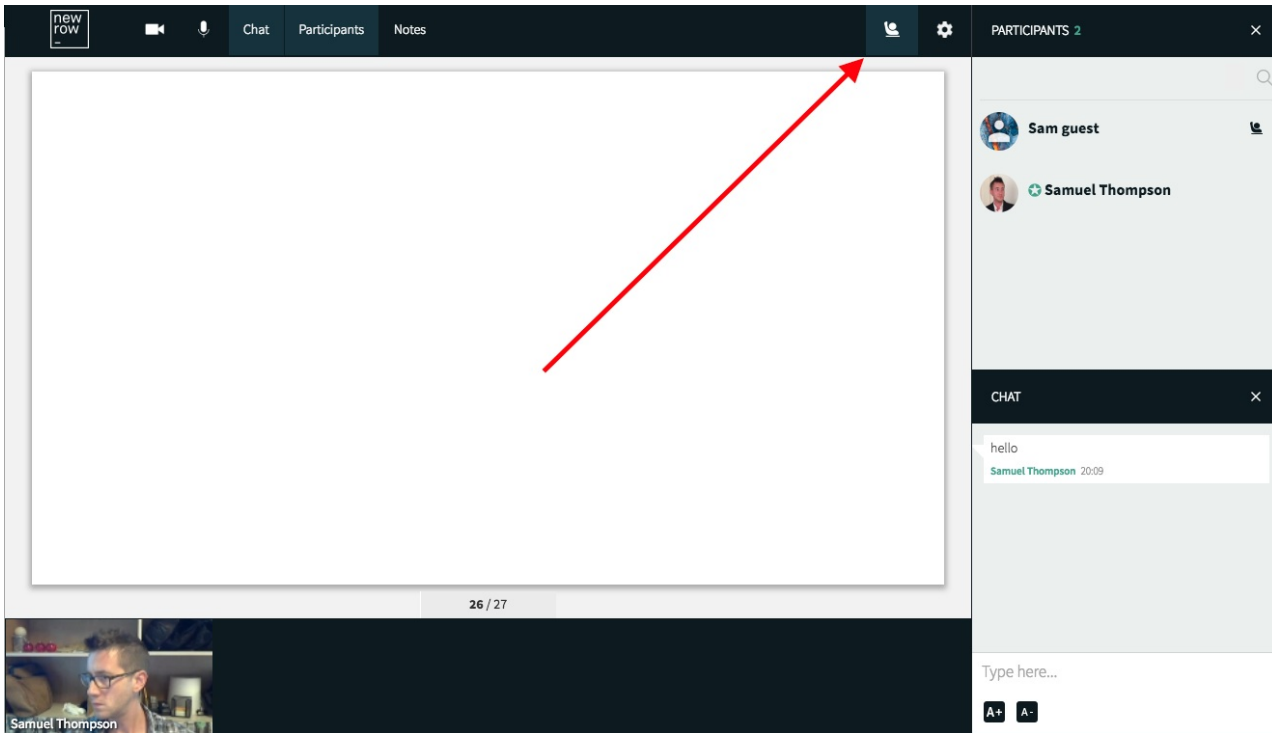 new
row
Chat Participants Notes
PARTICIPANTS 2
Sam guest
Samuel Thompson
CHAT
hello
Samuel Thompson 20:09
26 / 27
Samuel Thompson
Type here...
A+ A-